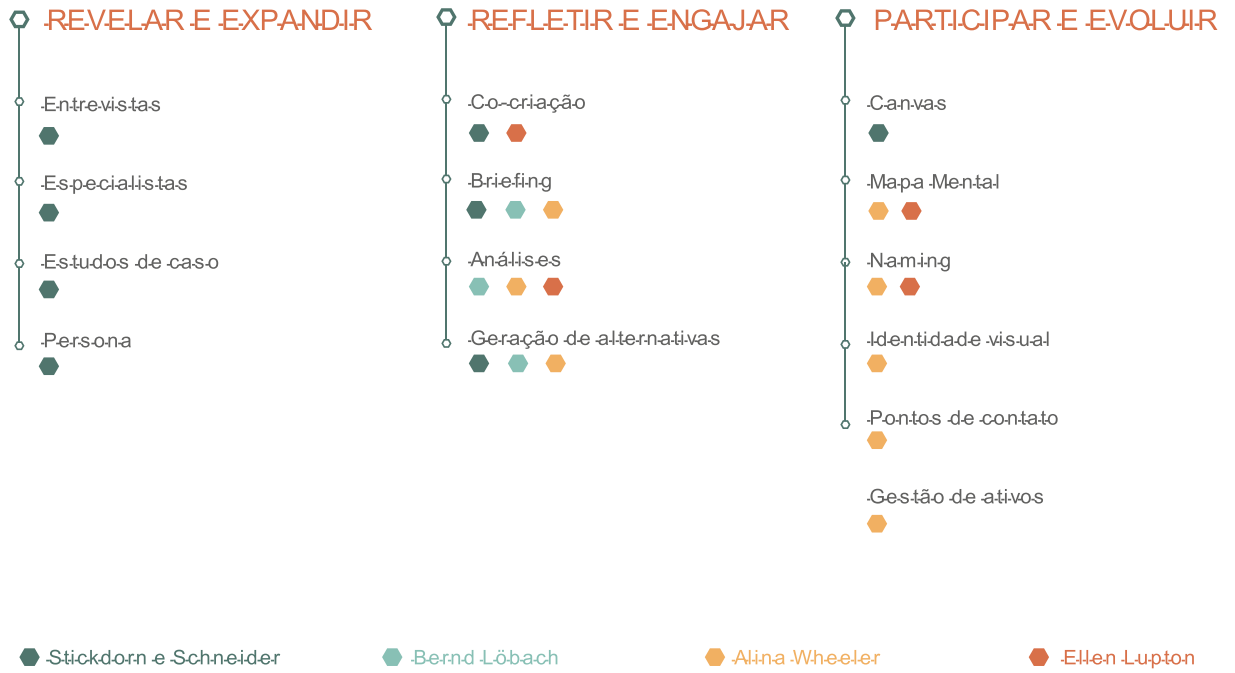 REVELAR E EXPANDIR
Entrevistas
Especialistas
Estudos de caso
Persona
REFLETIR E ENGAJAR
Co-criação
Briefing
Análises
Geração de alternativas
PARTICIPAR E EVOLUIR
Canvas
Mapa Mental
Naming
Identidade visual
Pontos de contato
Gestão de ativos
Stickdorn e Schneider
Bernd Löbach
Alina Wheeler
Ellen Lupton